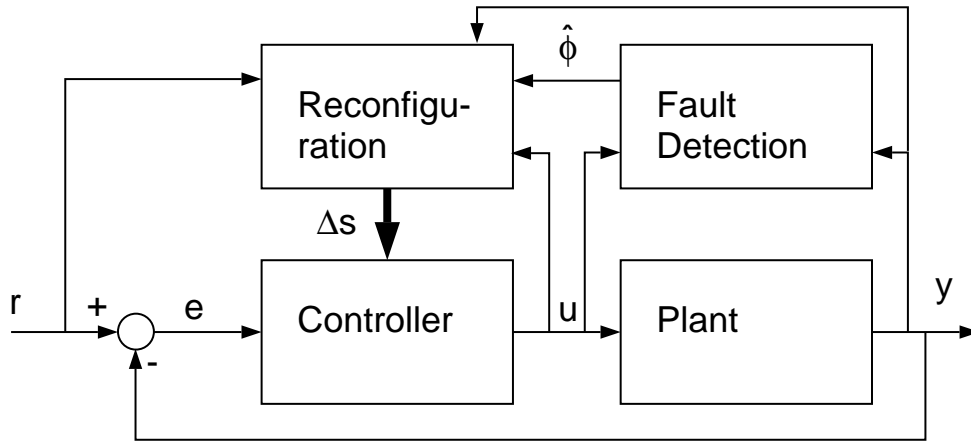 ϕ̂
Reconfigu-
ration
Fault
Detection
Δs
r
+
e
Controller
u
Plant
y
-